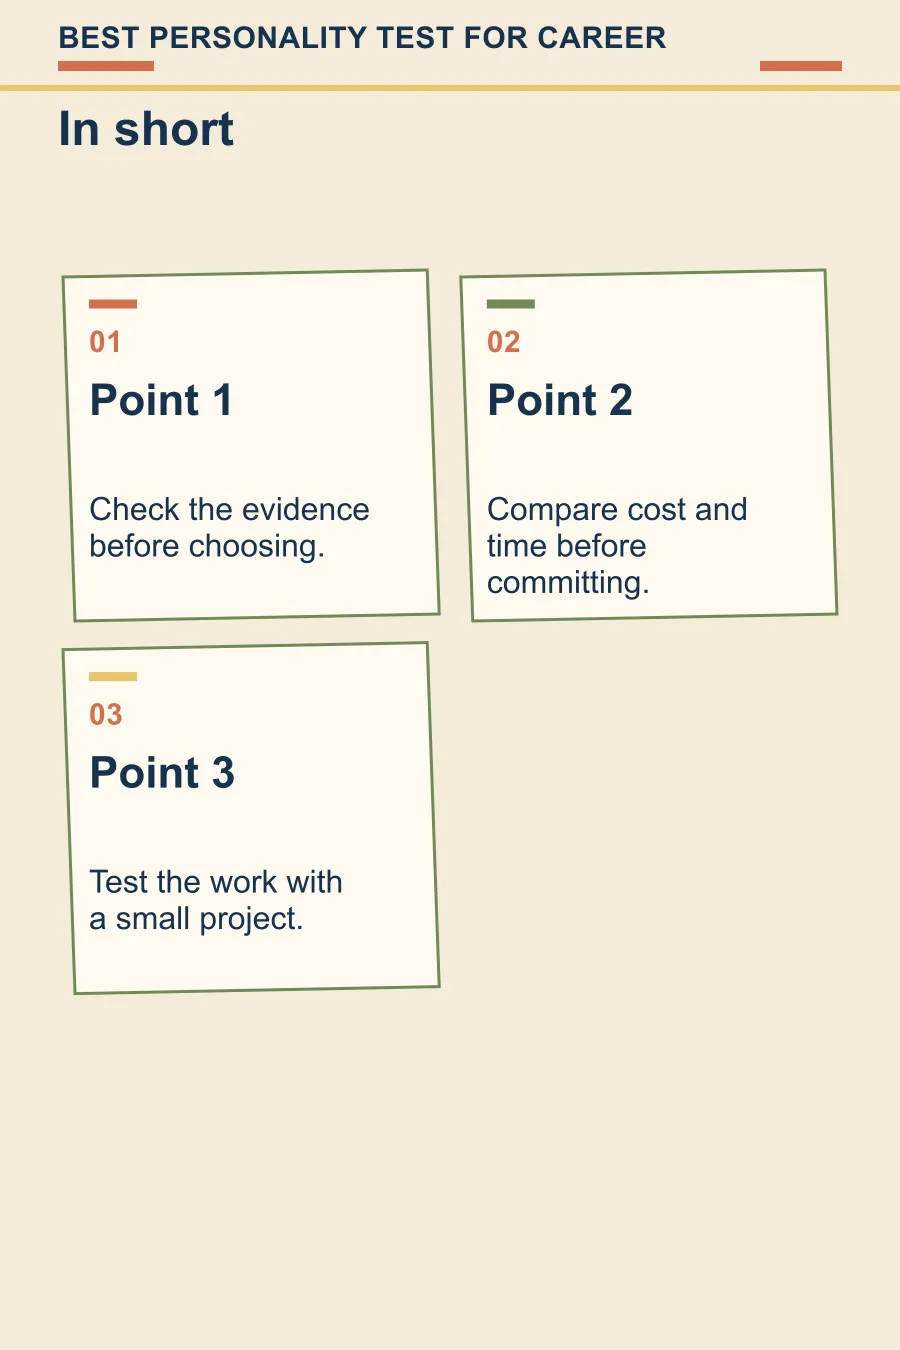 BEST PERSONALITY TEST FOR CAREER
In short
01
Point 1
Check the evidence
before choosing.
02
Point 2
Compare cost and
time before
committing.
03
Point 3
Test the work with
a small project.